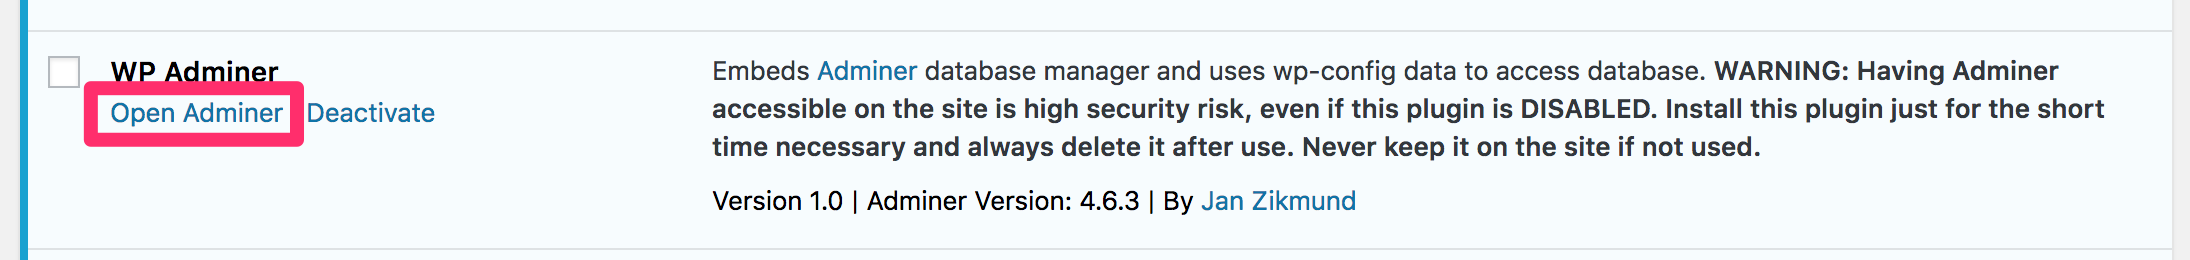 WP Adminer
Open Adminer Deactivate
Embeds Adminer database manager and uses wp-config data to access database. WARNING: Having Adminer
accessible on the site is high security risk, even if this plugin is DISABLED. Install this plugin just for the short
time necessary and always delete it after use. Never keep it on the site if not used.
Version 1.0 | Adminer Version: 4.6.3 | By Jan Zikmund